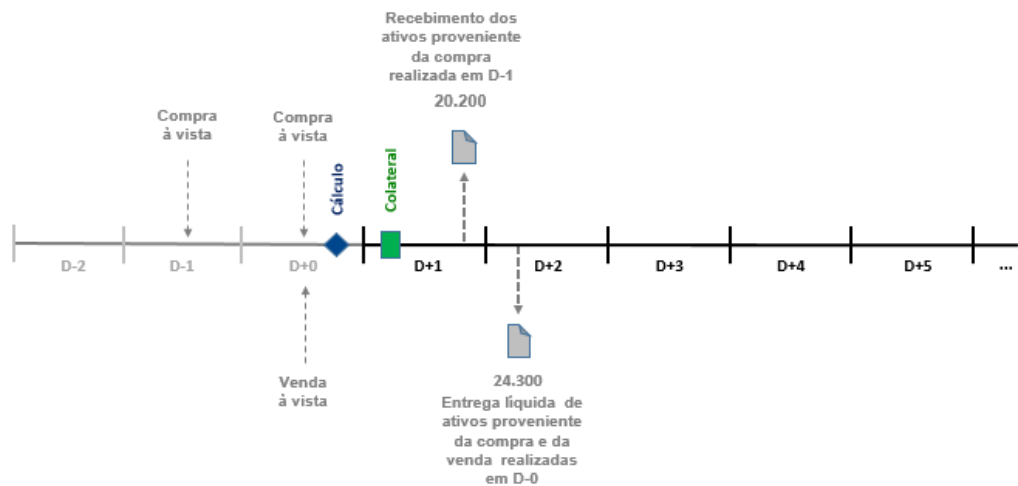 Recebimento dos
ativos proveniente
da compra
realizada em D-1
20.200
Compra
à vista
Compra
à vista
Cálculo
Colateral
D-2
D-1
D+0
D+1
D+2
D+3
D+4
D+5
...
Venda
à vista
24.300
Entrega líquida de
ativos proveniente
da compra e da
venda realizadas
em D-0